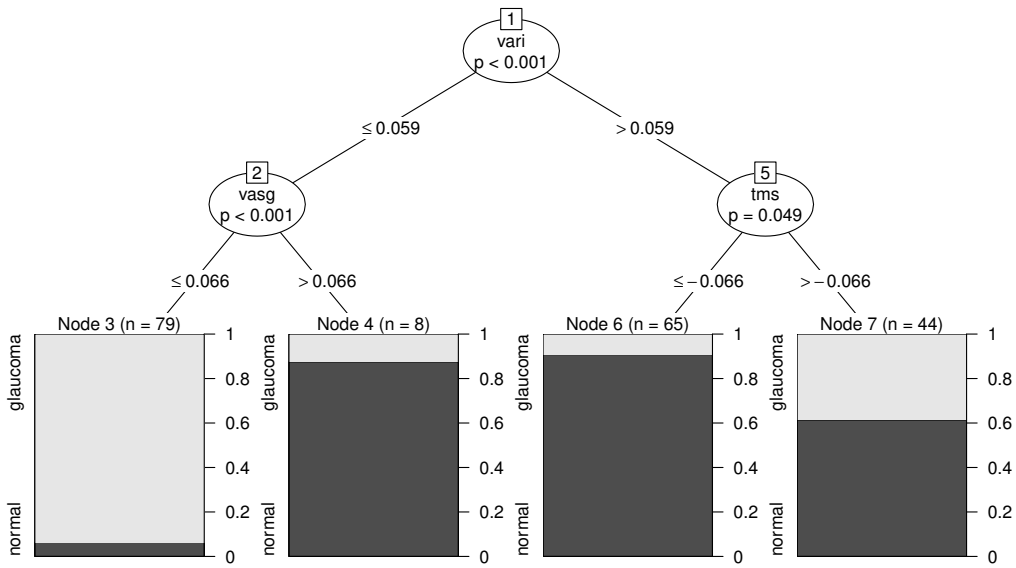 1
vari
p < 0.001
≤ 0.059
> 0.059
2
vasg
p < 0.001
5
tms
p = 0.049
≤ 0.066
> 0.066
≤ −0.066
> −0.066
Node 3 (n = 79)
normal
glaucoma
0
0.2
0.4
0.6
0.8
1
Node 4 (n = 8)
normal
glaucoma
0
0.2
0.4
0.6
0.8
1
Node 6 (n = 65)
normal
glaucoma
0
0.2
0.4
0.6
0.8
1
Node 7 (n = 44)
normal
glaucoma
0
0.2
0.4
0.6
0.8
1